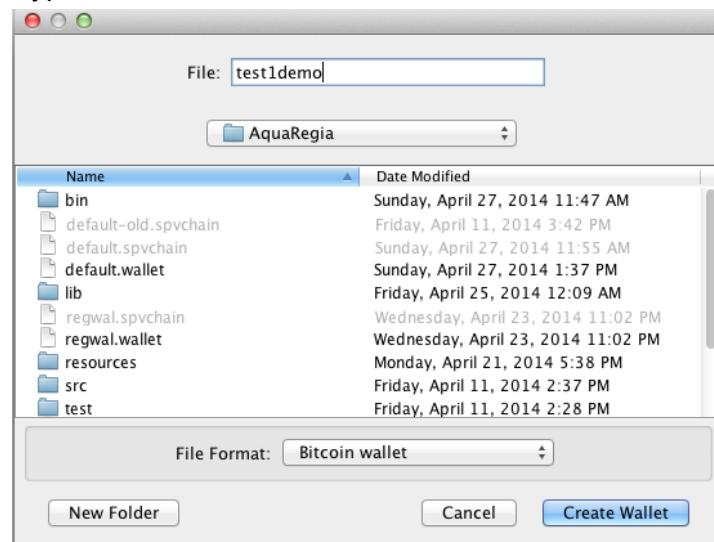 File: test1demo
AquaRegia
Name Date Modified
bin Sunday, April 27, 2014 11:47 AM
default-old.spvchain Friday, April 11, 2014 3:42 PM
default.spvchain Sunday, April 27, 2014 11:55 AM
default.wallet Sunday, April 27, 2014 1:37 PM
lib Friday, April 25, 2014 12:09 AM
regwal.spvchain Wednesday, April 23, 2014 11:02 PM
regwal.wallet Wednesday, April 23, 2014 11:02 PM
resources Monday, April 21, 2014 5:38 PM
src Friday, April 11, 2014 2:37 PM
test Friday, April 11, 2014 2:28 PM
File Format: Bitcoin wallet
New Folder Cancel Create Wallet